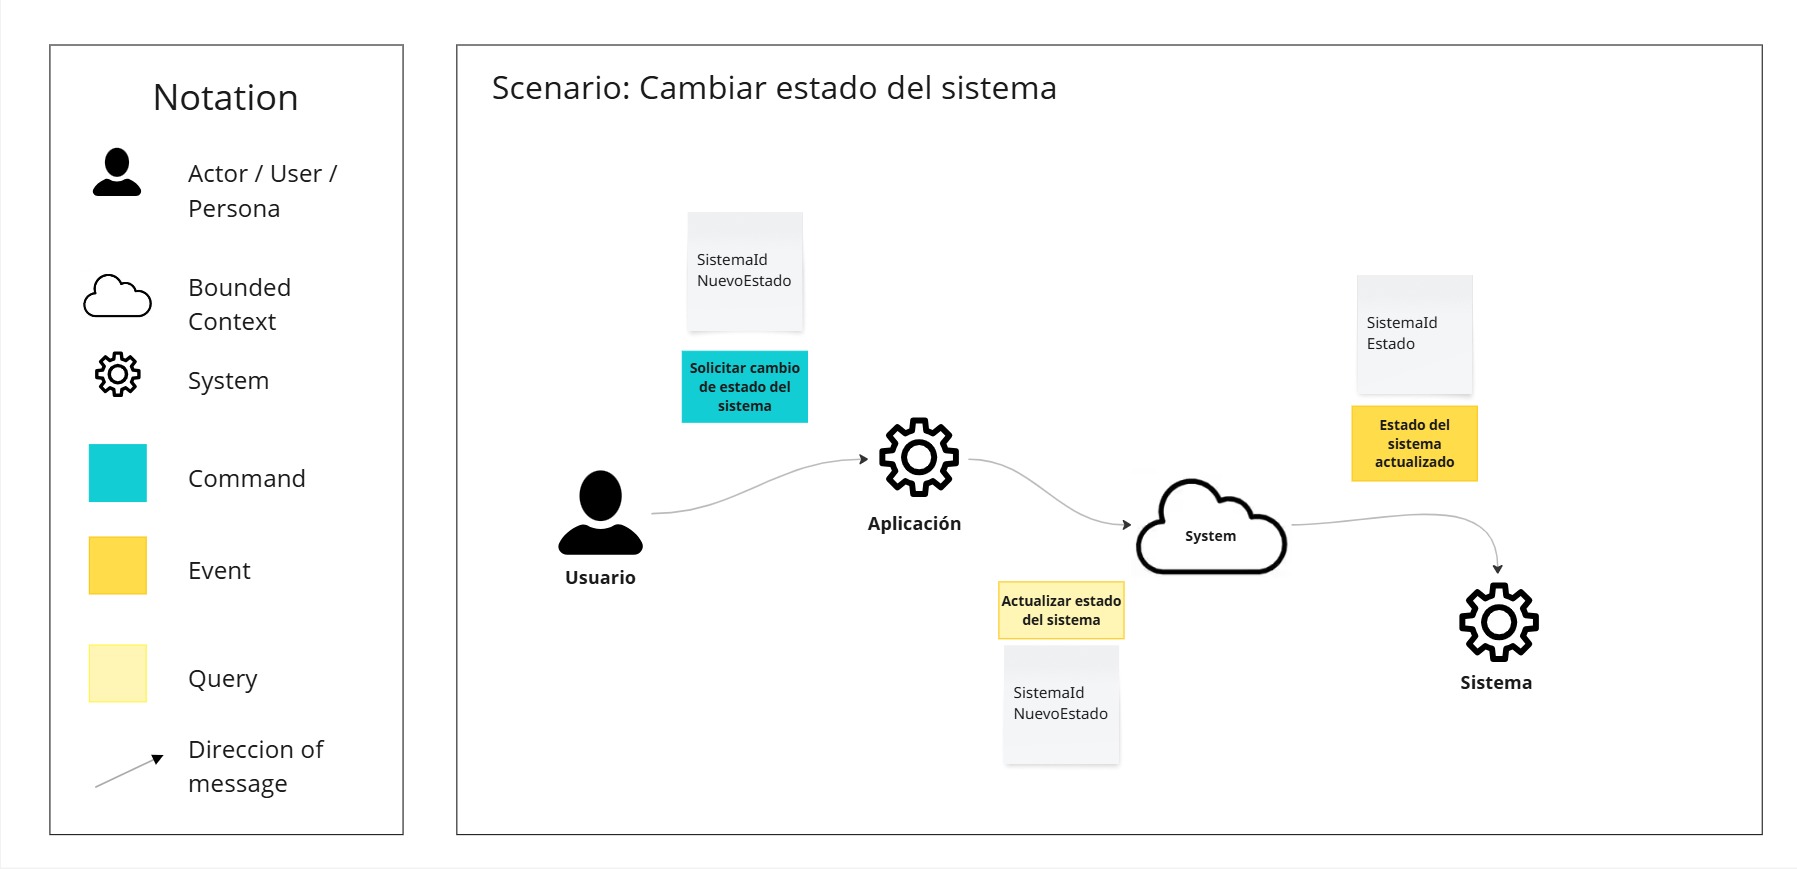 Notation
Actor / User /
Persona
Bounded
Context
System
Command
Event
Query
Direccion of
message
Scenario: Cambiar estado del sistema
SistemaId
NuevoEstado
Solicitar cambio
de estado del
sistema
Usuario
Aplicación
Actualizar estado
del sistema
SistemaId
NuevoEstado
System
SistemaId
Estado
Estado del
sistema
actualizado
Sistema